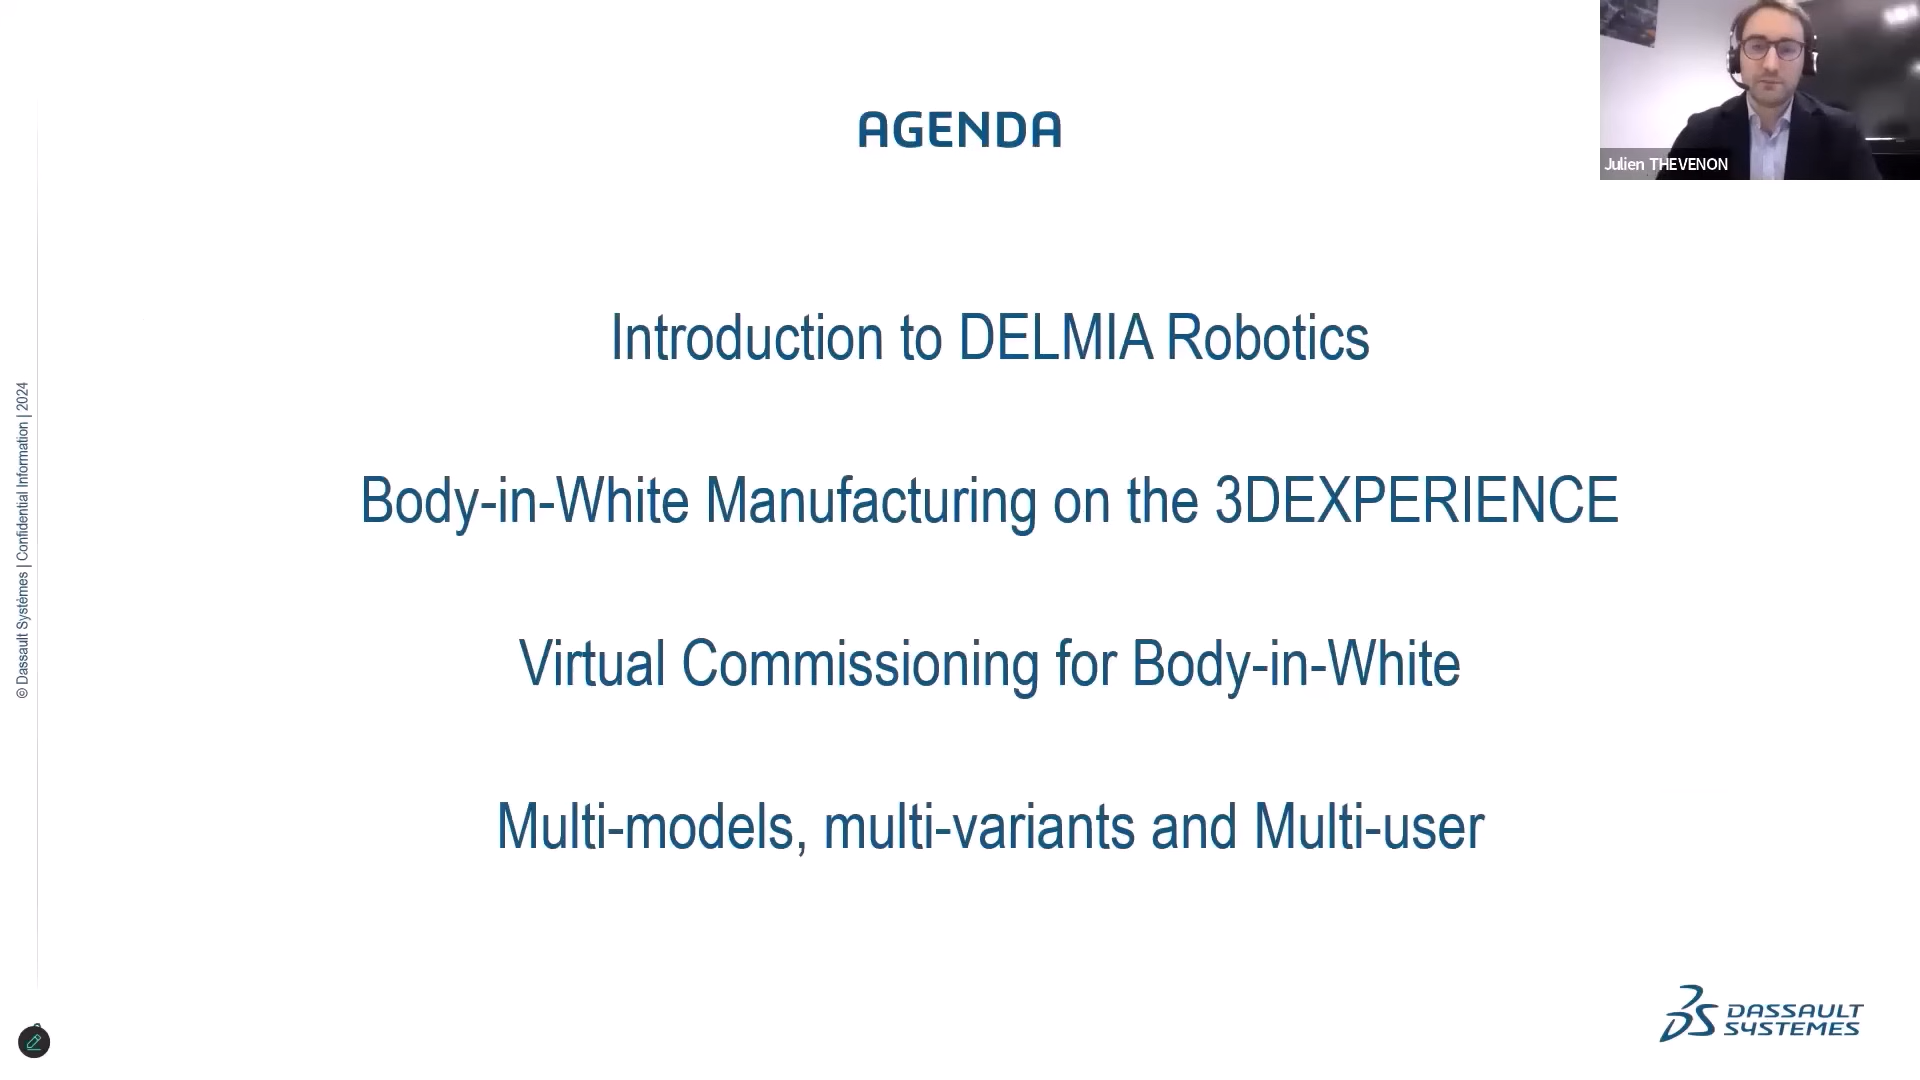 AGENDA
Julien THEVENON
Introduction to DELMIA Robotics
Body-in-White Manufacturing on the 3DEXPERIENCE
Virtual Commissioning for Body-in-White
Multi-models, multi-variants and Multi-user
© Dassault Systèmes | Confidential Information | 2024
DASSAULT
SYSTEMES